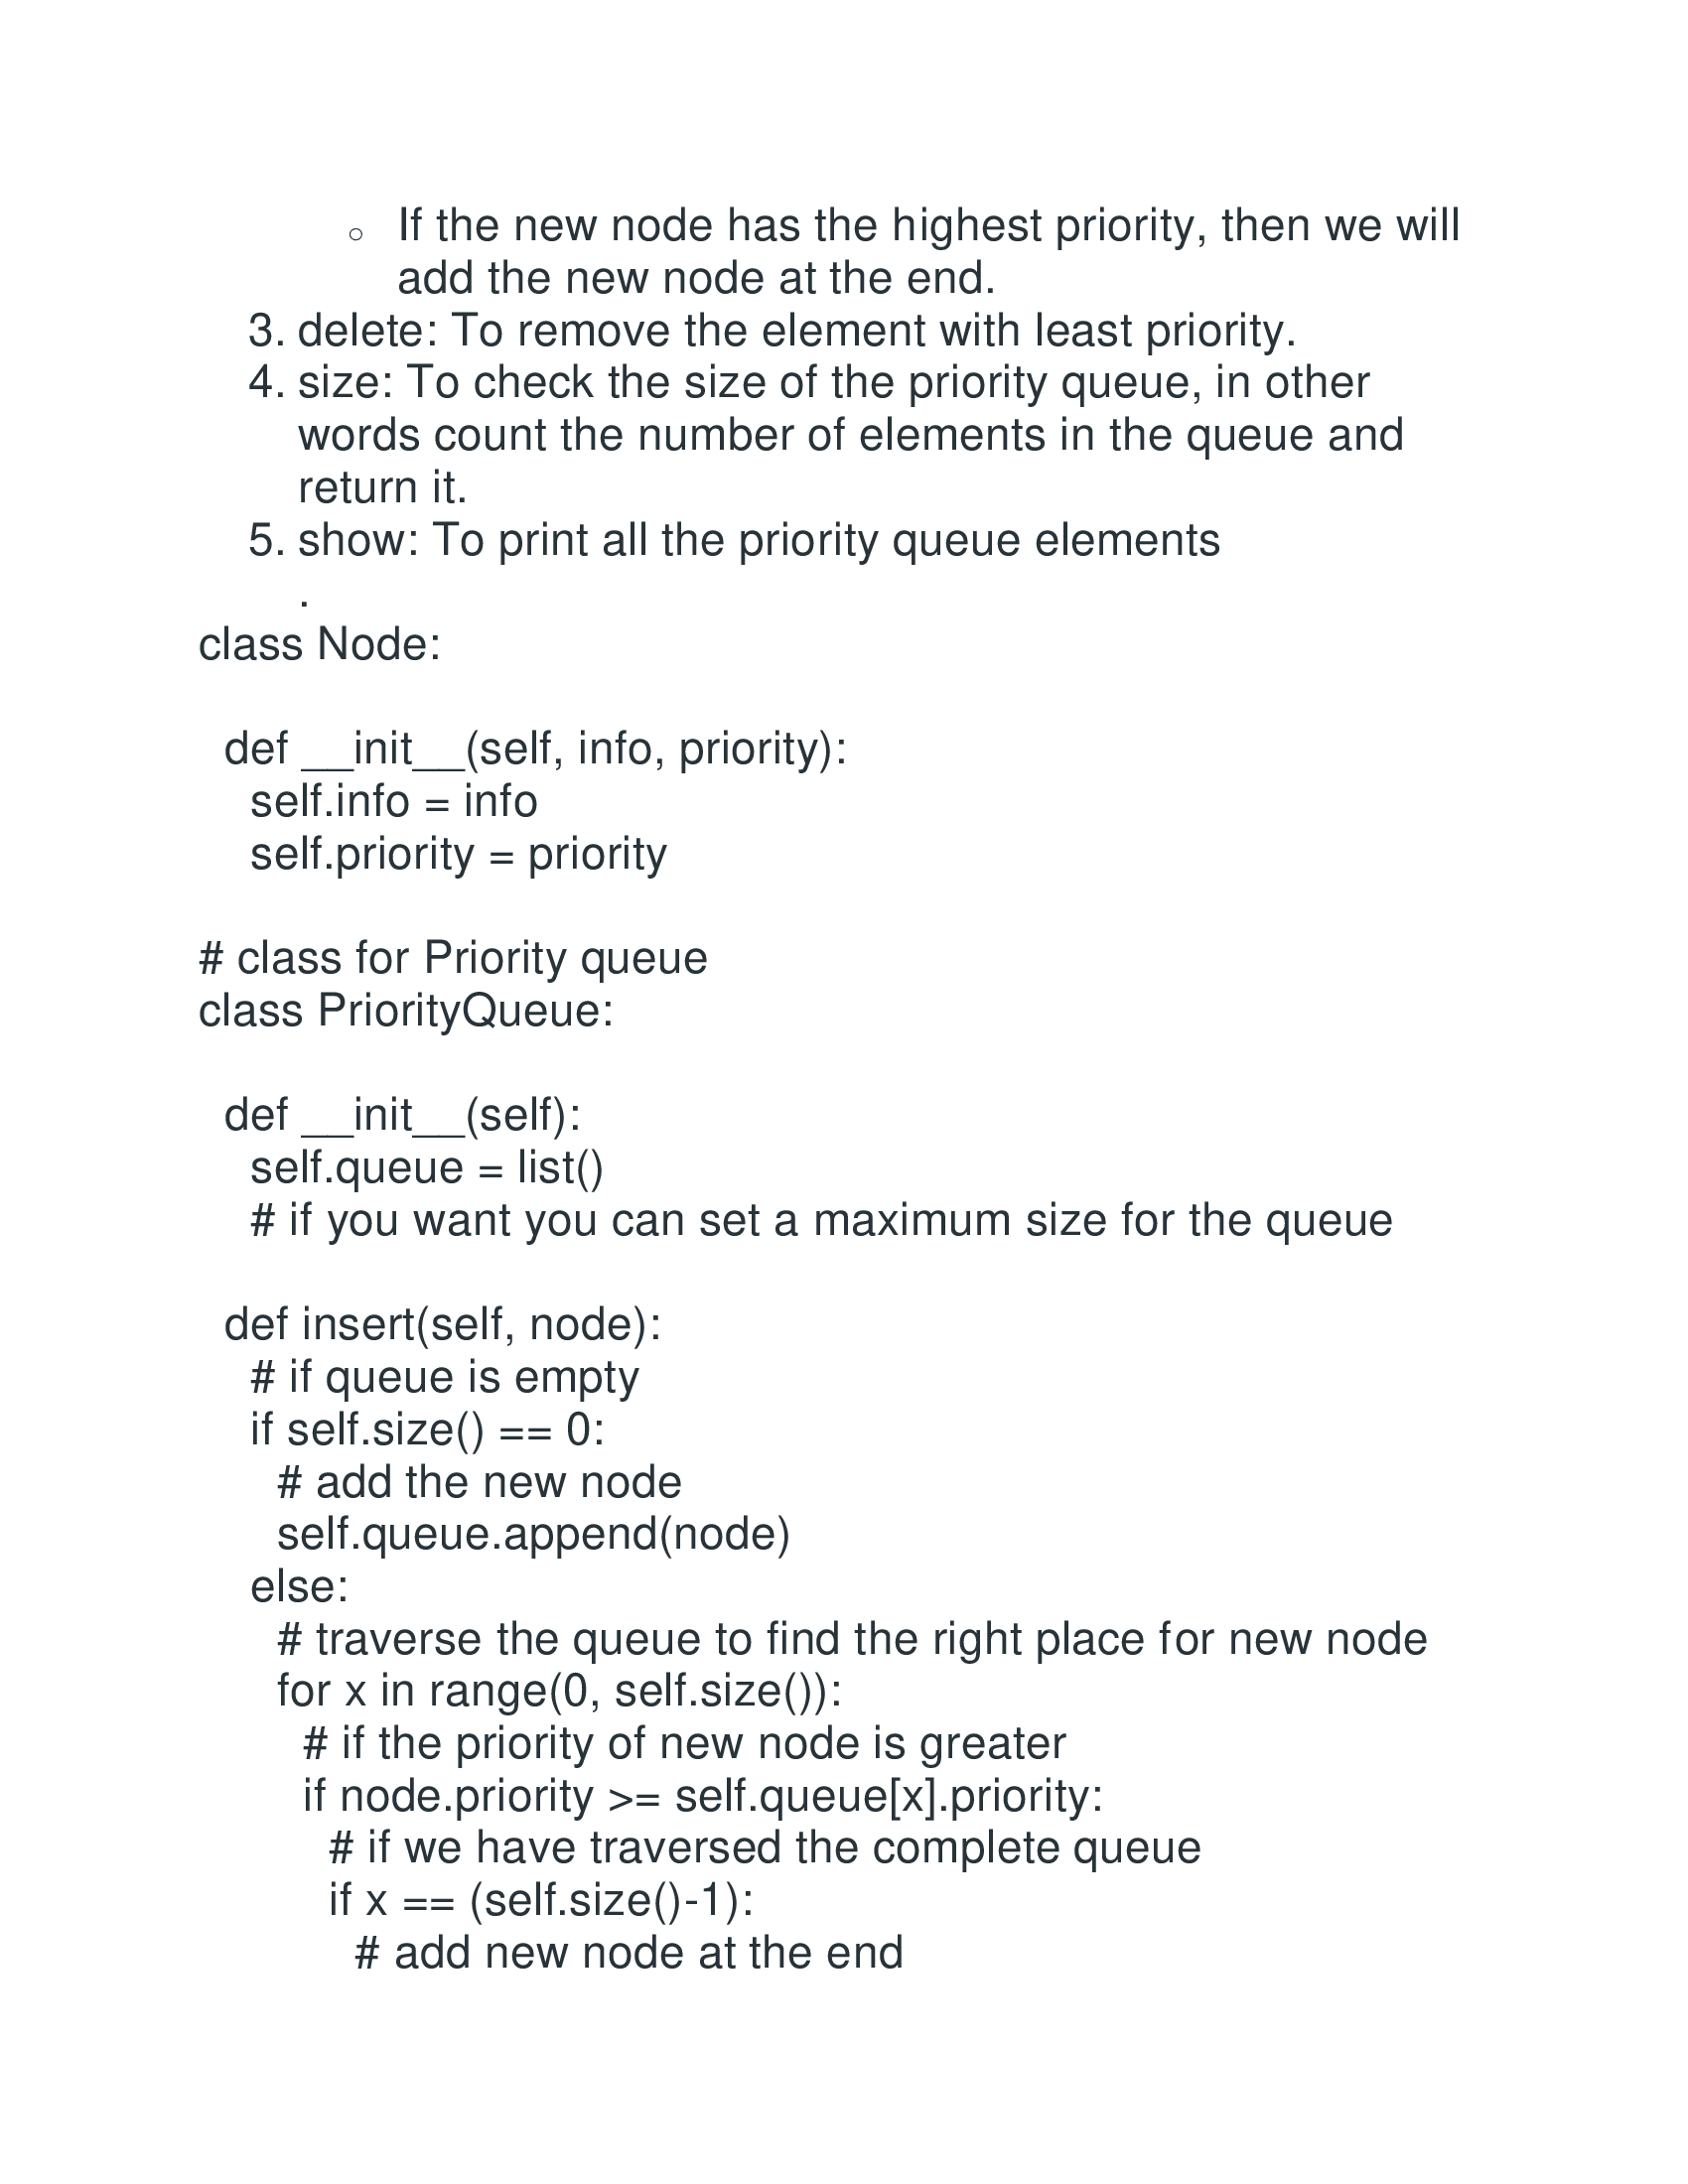 ○ If the new node has the highest priority, then we will
add the new node at the end.
3. delete: To remove the element with least priority.
4. size: To check the size of the priority queue, in other
words count the number of elements in the queue and
return it.
5. show: To print all the priority queue elements
.
class Node:
def __init__(self, info, priority):
self.info = info
self.priority = priority
# class for Priority queue
class PriorityQueue:
def __init__(self):
self.queue = list()
# if you want you can set a maximum size for the queue
def insert(self, node):
# if queue is empty
if self.size() == 0:
# add the new node
self.queue.append(node)
else:
# traverse the queue to find the right place for new node
for x in range(0, self.size()):
# if the priority of new node is greater
if node.priority >= self.queue[x].priority:
# if we have traversed the complete queue
if x == (self.size()-1):
# add new node at the end